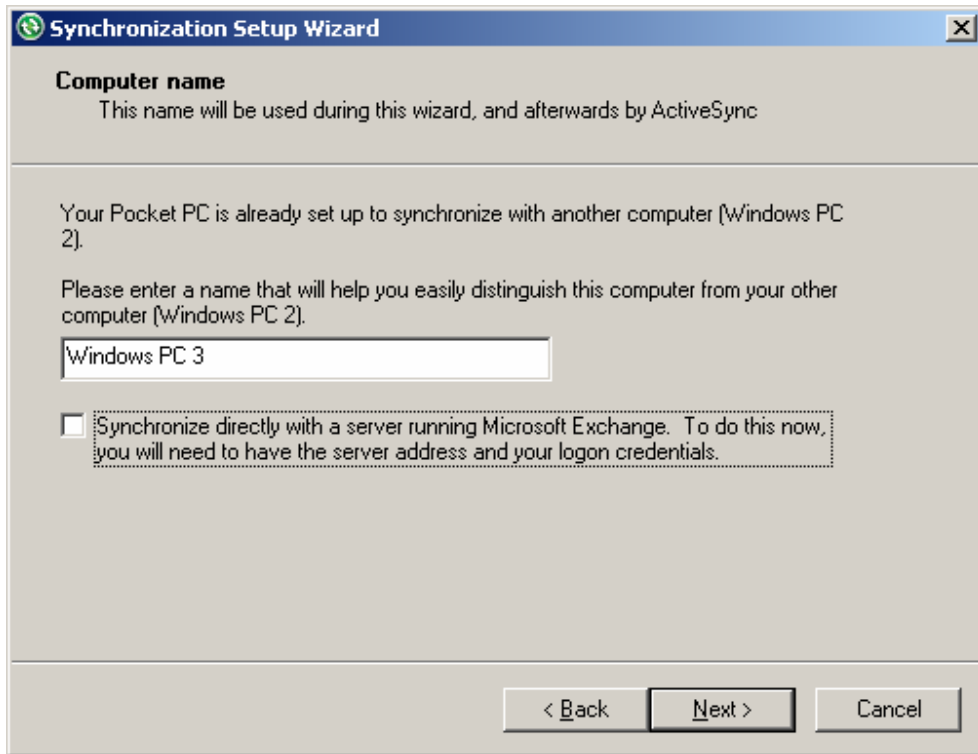 Synchronization Setup Wizard
Computer name
This name will be used during this wizard, and afterwards by ActiveSync
Your Pocket PC is already set up to synchronize with another computer (Windows PC
2).
Please enter a name that will help you easily distinguish this computer from your other
computer (Windows PC 2).
Windows PC 3
Synchronize directly with a server running Microsoft Exchange.  To do this now,
you will need to have the server address and your logon credentials.
< Back
Next >
Cancel